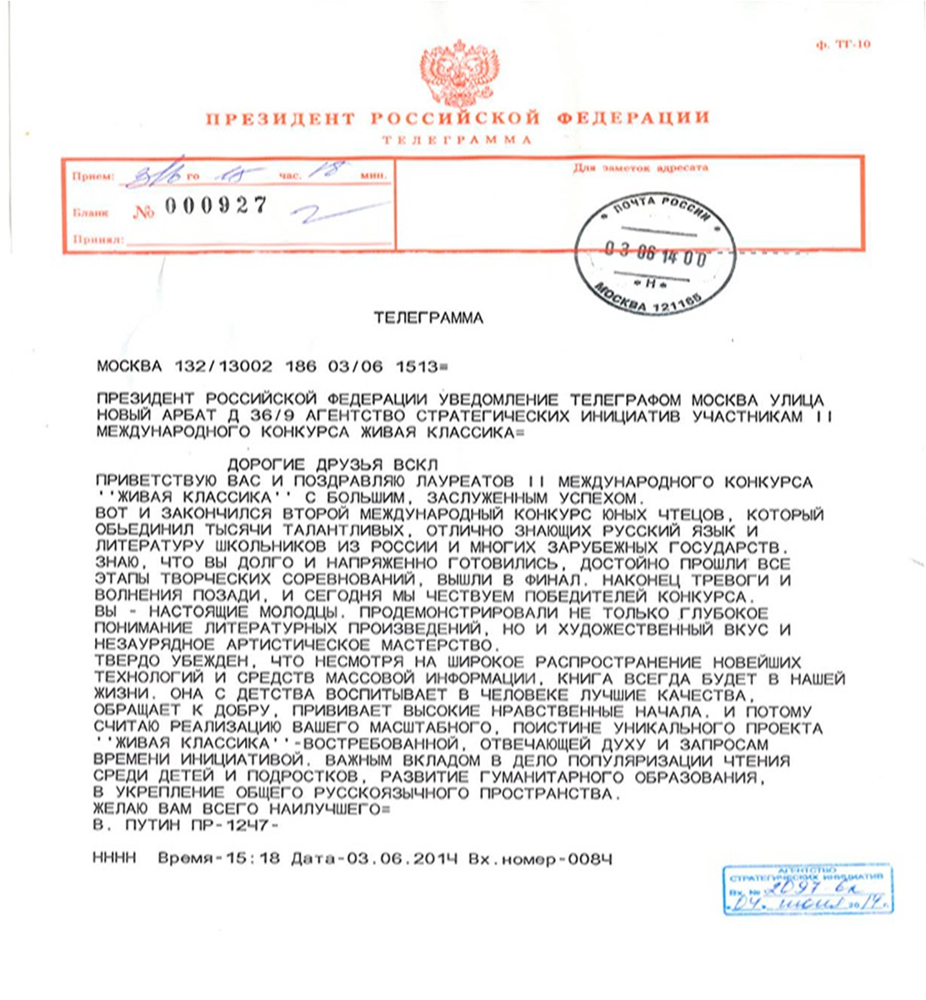 ф. ТГ-10
ПРЕЗИДЕНТ РОССИЙСКОЙ ФЕДЕРАЦИИ
ТЕЛЕГРАММА
Прием: 3/6 го 15 час. 18 мин.
Бланк № 000927
Принял:
Для заметок адресата
ПОЧТА РОССИИ
03 06 14 00
* Н *
МОСКВА 121165
ТЕЛЕГРАММА
МОСКВА 132/13002 186 03/06 1513=
ПРЕЗИДЕНТ РОССИЙСКОЙ ФЕДЕРАЦИИ УВЕДОМЛЕНИЕ ТЕЛЕГРАФОМ МОСКВА УЛИЦА
НОВЫЙ АРБАТ Д 36/9 АГЕНТСТВО СТРАТЕГИЧЕСКИХ ИНИЦИАТИВ УЧАСТНИКАМ II
МЕЖДУНАРОДНОГО КОНКУРСА ЖИВАЯ КЛАССИКА=
ДОРОГИЕ ДРУЗЬЯ ВСКЛ
ПРИВЕТСТВУЮ ВАС И ПОЗДРАВЛЯЮ ЛАУРЕАТОВ II МЕЖДУНАРОДНОГО КОНКУРСА
''ЖИВАЯ КЛАССИКА'' С БОЛЬШИМ, ЗАСЛУЖЕННЫМ УСПЕХОМ.
ВОТ И ЗАКОНЧИЛСЯ ВТОРОЙ МЕЖДУНАРОДНЫЙ КОНКУРС ЮНЫХ ЧТЕЦОВ, КОТОРЫЙ
ОБЬЕДИНИЛ ТЫСЯЧИ ТАЛАНТЛИВЫХ, ОТЛИЧНО ЗНАЮЩИХ РУССКИЙ ЯЗЫК И
ЛИТЕРАТУРУ ШКОЛЬНИКОВ ИЗ РОССИИ И МНОГИХ ЗАРУБЕЖНЫХ ГОСУДАРСТВ.
ЗНАЮ, ЧТО ВЫ ДОЛГО И НАПРЯЖЕННО ГОТОВИЛИСЬ, ДОСТОЙНО ПРОШЛИ ВСЕ
ЭТАПЫ ТВОРЧЕСКИХ СОРЕВНОВАНИЙ, ВЫШЛИ В ФИНАЛ. НАКОНЕЦ ТРЕВОГИ И
ВОЛНЕНИЯ ПОЗАДИ, И СЕГОДНЯ МЫ ЧЕСТВУЕМ ПОБЕДИТЕЛЕЙ КОНКУРСА.
ВЫ - НАСТОЯЩИЕ МОЛОДЦЫ. ПРОДЕМОНСТРИРОВАЛИ НЕ ТОЛЬКО ГЛУБОКОЕ
ПОНИМАНИЕ ЛИТЕРАТУРНЫХ ПРОИЗВЕДЕНИЙ, НО И ХУДОЖЕСТВЕННЫЙ ВКУС И
НЕЗАУРЯДНОЕ АРТИСТИЧЕСКОЕ МАСТЕРСТВО.
ТВЕРДО УБЕЖДЕН, ЧТО НЕСМОТРЯ НА ШИРОКОЕ РАСПРОСТРАНЕНИЕ НОВЕЙШИХ
ТЕХНОЛОГИЙ И СРЕДСТВ МАССОВОЙ ИНФОРМАЦИИ, КНИГА ВСЕГДА БУДЕТ В НАШЕЙ
ЖИЗНИ. ОНА С ДЕТСТВА ВОСПИТЫВАЕТ В ЧЕЛОВЕКЕ ЛУЧШИЕ КАЧЕСТВА,
ОБРАЩАЕТ К ДОБРУ, ПРИВИВАЕТ ВЫСОКИЕ НРАВСТВЕННЫЕ НАЧАЛА. И ПОТОМУ
СЧИТАЮ РЕАЛИЗАЦИЮ ВАШЕГО МАСШТАБНОГО, ПОИСТИНЕ УНИКАЛЬНОГО ПРОЕКТА
''ЖИВАЯ КЛАССИКА''-ВОСТРЕБОВАННОЙ, ОТВЕЧАЮЩЕЙ ДУХУ И ЗАПРОСАМ
ВРЕМЕНИ ИНИЦИАТИВОЙ. ВАЖНЫМ ВКЛАДОМ В ДЕЛО ПОПУЛЯРИЗАЦИИ ЧТЕНИЯ
СРЕДИ ДЕТЕЙ И ПОДРОСТКОВ, РАЗВИТИЕ ГУМАНИТАРНОГО ОБРАЗОВАНИЯ,
В УКРЕПЛЕНИЕ ОБЩЕГО РУССКОЯЗЫЧНОГО ПРОСТРАНСТВА.
ЖЕЛАЮ ВАМ ВСЕГО НАИЛУЧШЕГО=
В. ПУТИН ПР-1247-
НННН Время-15:18 Дата-03.06.2014 Вх.номер-0084
АГЕНТСТВО
СТРАТЕГИЧЕСКИХ ИНИЦИАТИВ
Вх. № 2097
04. июня 2014 г.